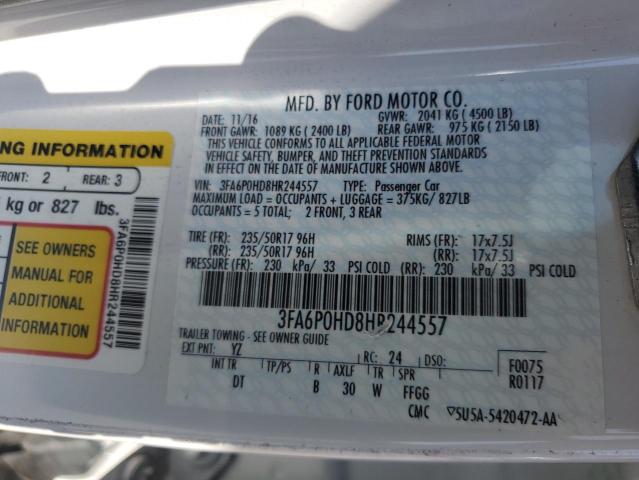 MFD. BY FORD MOTOR CO.
DATE: 11/16 GVWR: 2041 KG ( 4500 LB)
FRONT GAWR: 1089 KG ( 2400 LB) REAR GAWR: 975 KG ( 2150 LB)
THIS VEHICLE CONFORMS TO ALL APPLICABLE FEDERAL MOTOR
VEHICLE SAFETY, BUMPER, AND THEFT PREVENTION STANDARDS
IN EFFECT ON THE DATE OF MANUFACTURE SHOWN ABOVE.
VIN: 3FA6P0HD8HR244557 TYPE: Passenger Car
MAXIMUM LOAD = OCCUPANTS + LUGGAGE = 375KG/ 827LB
OCCUPANTS = 5 TOTAL; 2 FRONT, 3 REAR
TIRE (FR): 235/50R17 96H RIMS (FR): 17x7.5J
(RR): 235/50R17 96H (RR): 17x7.5J
PRESSURE (FR): 230 kPa/ 33 PSI COLD (RR): 230 kPa/ 33 PSI COLD
3FA6P0HD8HR244557
TRAILER TOWING - SEE OWNER GUIDE
EXT PNT: YZ RC: 24 DSO:
INT TR TP/PS R AXLE TR SPR
DT B 30 W FFGG
F0075
R0117
CMC ▽5U5A-5420472-AA
NG INFORMATION
FRONT: 2 REAR: 3
kg or 827 lbs.
SEE OWNERS
MANUAL FOR
ADDITIONAL
INFORMATION
3FA6P0HD8HR244557